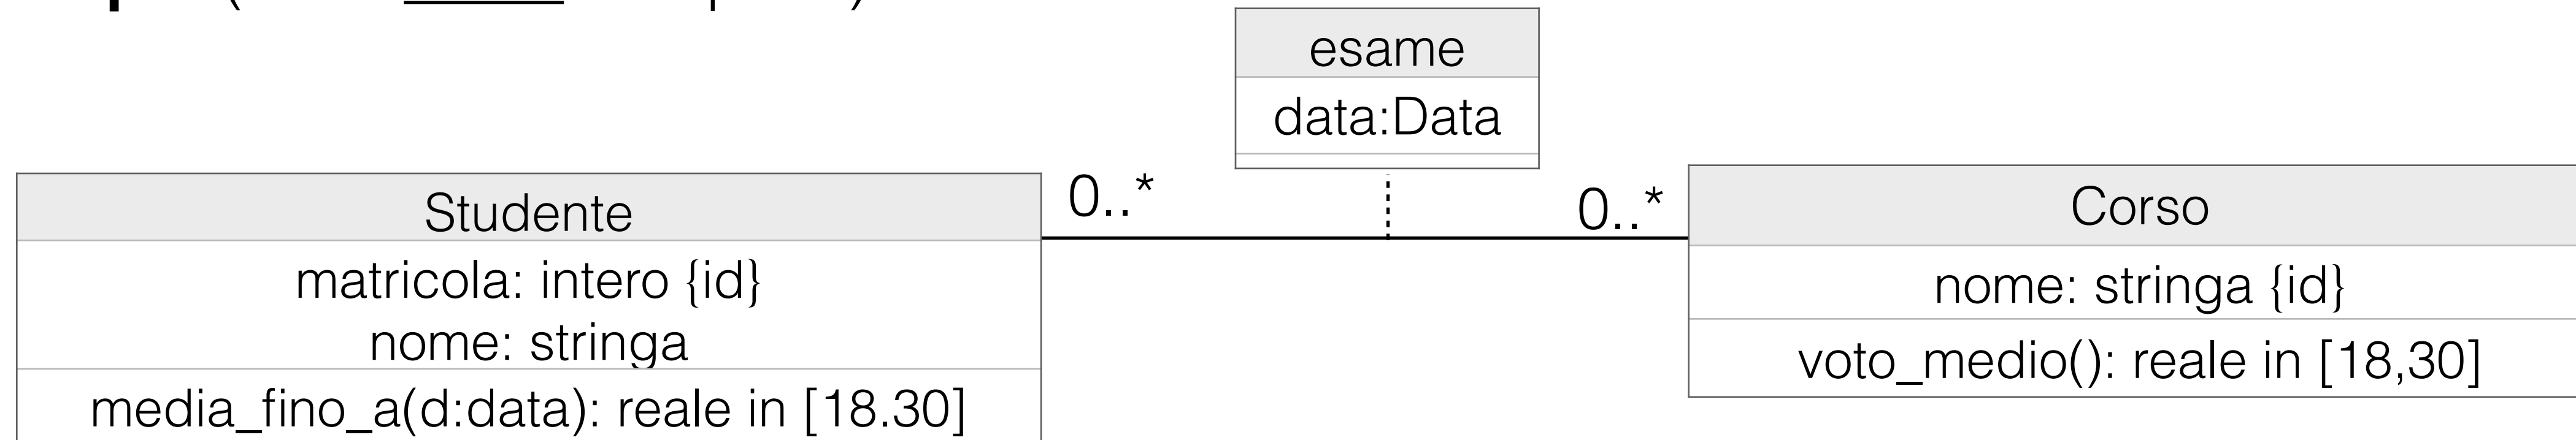 esame
data:Data
0..*
0..*
Studente
matricola: intero {id}
nome: stringa
media_fino_a(d:data): reale in [18.30]
Corso
nome: stringa {id}
voto_medio(): reale in [18,30]